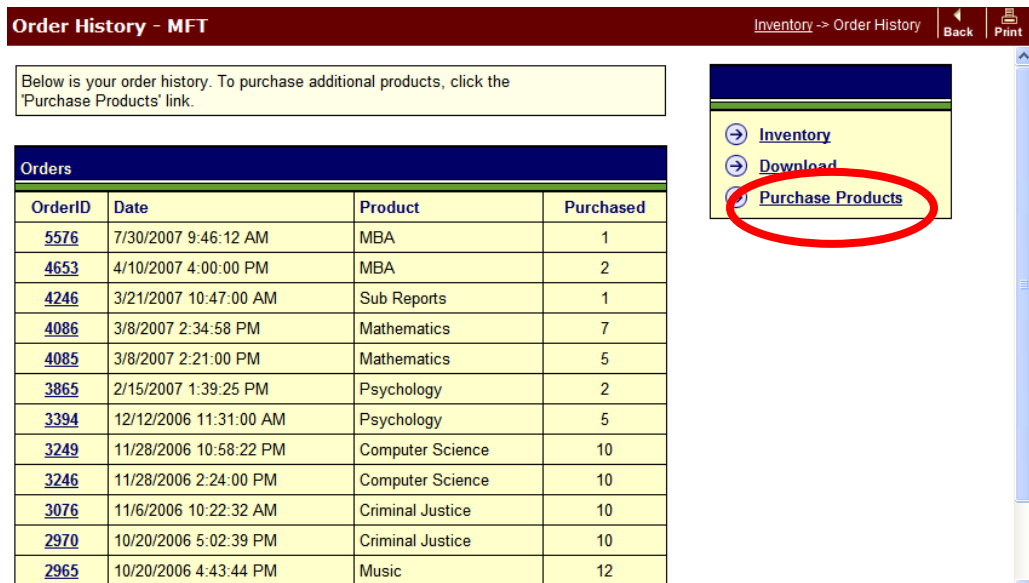 Order History - MFT
Inventory -> Order History
Back
Print
Below is your order history. To purchase additional products, click the
'Purchase Products' link.
Inventory
Download
Purchase Products
Orders
OrderID Date Product Purchased
5576 7/30/2007 9:46:12 AM MBA 1
4653 4/10/2007 4:00:00 PM MBA 2
4246 3/21/2007 10:47:00 AM Sub Reports 1
4086 3/8/2007 2:34:58 PM Mathematics 7
4085 3/8/2007 2:21:00 PM Mathematics 5
3865 2/15/2007 1:39:25 PM Psychology 2
3394 12/12/2006 11:31:00 AM Psychology 5
3249 11/28/2006 10:58:22 PM Computer Science 10
3246 11/28/2006 2:24:00 PM Computer Science 10
3076 11/6/2006 10:22:32 AM Criminal Justice 10
2970 10/20/2006 5:02:39 PM Criminal Justice 10
2965 10/20/2006 4:43:44 PM Music 12